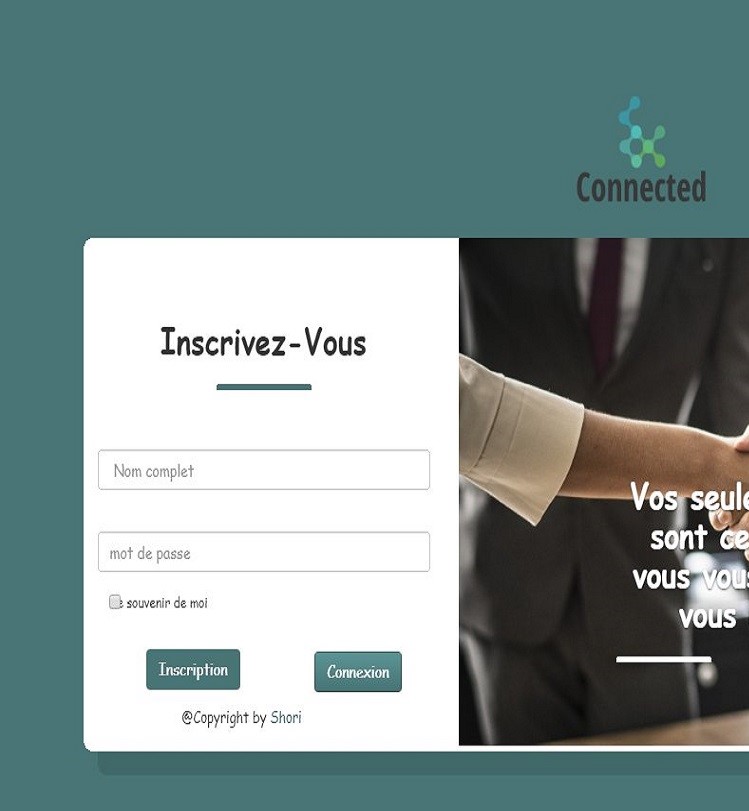 Connected
Inscrivez-Vous
Nom complet
mot de passe
e souvenir de moi
Inscription
Connexion
@Copyright by Shori
Vos seule
sont ce
vous vous
vous